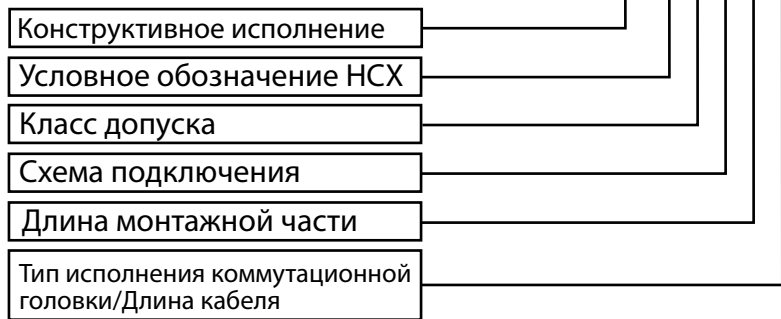 Конструктивное исполнение
Условное обозначение НСХ
Класс допуска
Схема подключения
Длина монтажной части
Тип исполнения коммутационной
головки/Длина кабеля